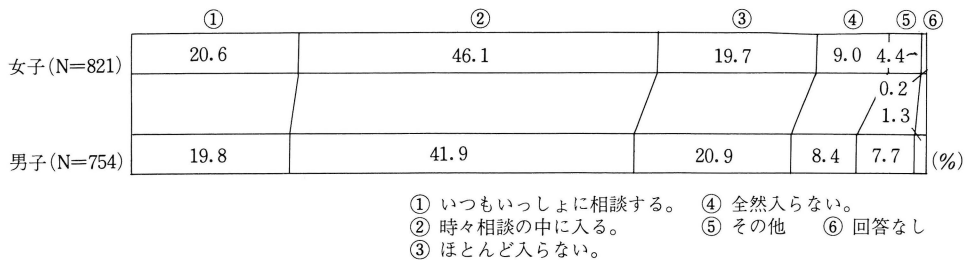 ① ② ③ ④ ⑤ ⑥
女子(N=821) 20.6 46.1 19.7 9.0 4.4
0.2
1.3
男子(N=754) 19.8 41.9 20.9 8.4 7.7 (%)
① いつもいっしょに相談する。 ④ 全然入らない。
② 時々相談の中に入る。 ⑤ その他 ⑥ 回答なし
③ ほとんど入らない。